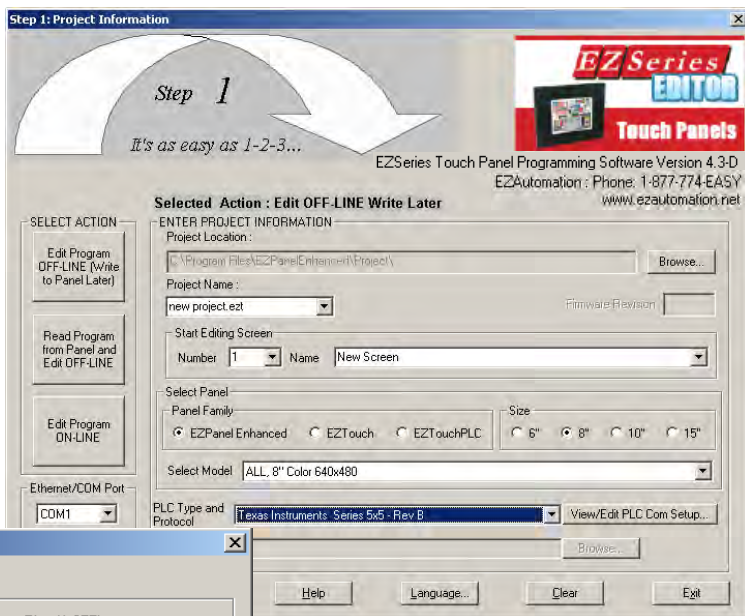 Step 1: Project Information
Step 1
It's as easy as 1-2-3...
EZSeries
EDITOR
Touch Panels
EZSeries Touch Panel Programming Software Version 4.3-D
EZAutomation : Phone: 1-877-774-EASY
www.ezautomation.net
Selected Action : Edit OFF-LINE Write Later
SELECT ACTION
Edit Program
OFF-LINE (Write
to Panel Later)
Read Program
from Panel and
Edit OFF-LINE
Edit Program
ON-LINE
Ethernet/COM Port
COM1
ENTER PROJECT INFORMATION
Project Location :
C:\Program Files\EZPanelEnhanced\Project\
Browse...
Project Name :
new project.ezt
Firmware Revision
Start Editing Screen
Number 1 Name New Screen
Select Panel
Panel Family
EZPanel Enhanced EZTouch EZTouchPLC
Size
6" 8" 10" 15"
Select Model ALL, 8" Color 640x480
PLC Type and
Protocol
Texas Instruments Series 5x5 - Rev B
View/Edit PLC Com Setup...
Browse...
Help Language... Clear Exit